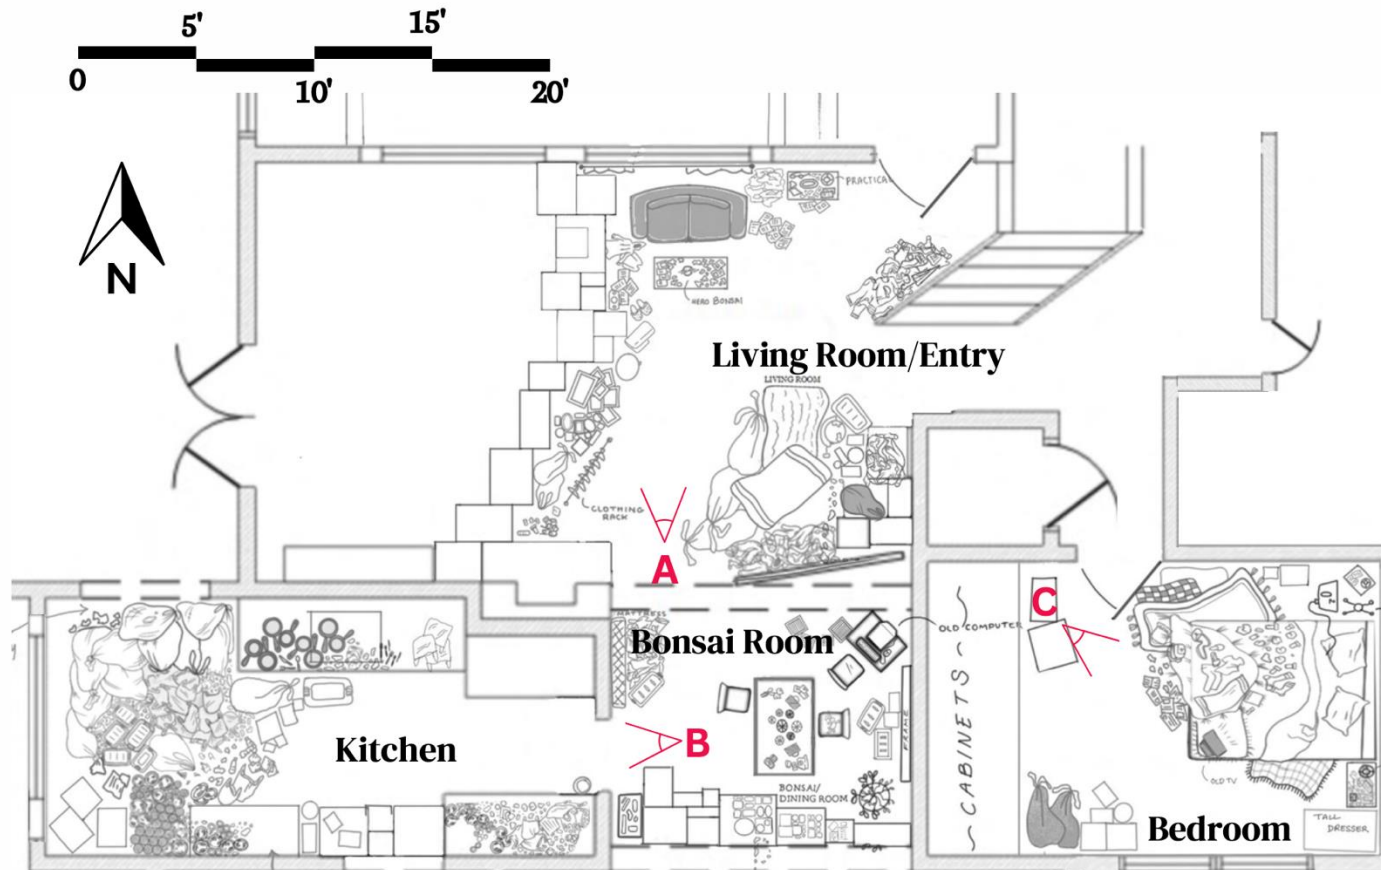 5'
15'
0
10'
20'
N
PRACTICAL
HERO BONSAI
Living Room/Entry
LIVING ROOM
CLOTHING
RACK
A
MATTRESS
Bonsai Room
OLD COMPUTER
C
CABINETS
Kitchen
B
FRAME
BONSAI/
DINING ROOM
OLD TV
Bedroom
TALL
DRESSER